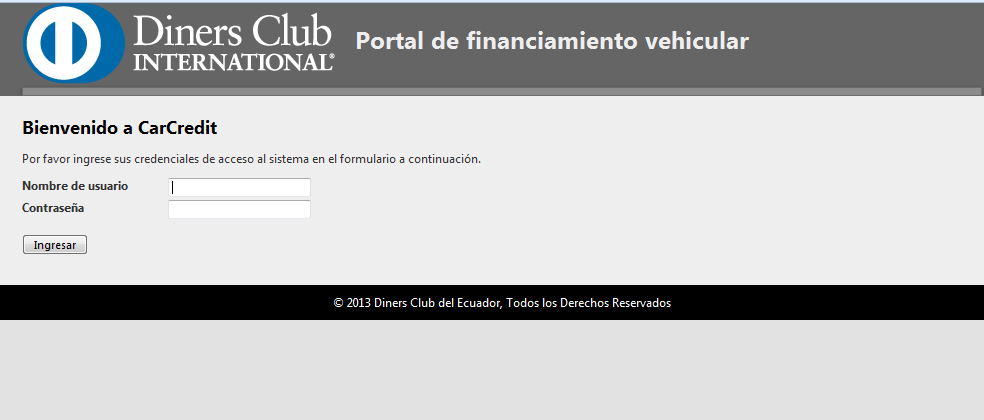 Diners Club
INTERNATIONAL®
Portal de financiamiento vehicular
Bienvenido a CarCredit
Por favor ingrese sus credenciales de acceso al sistema en el formulario a continuación.
Nombre de usuario
Contraseña
Ingresar
© 2013 Diners Club del Ecuador, Todos los Derechos Reservados